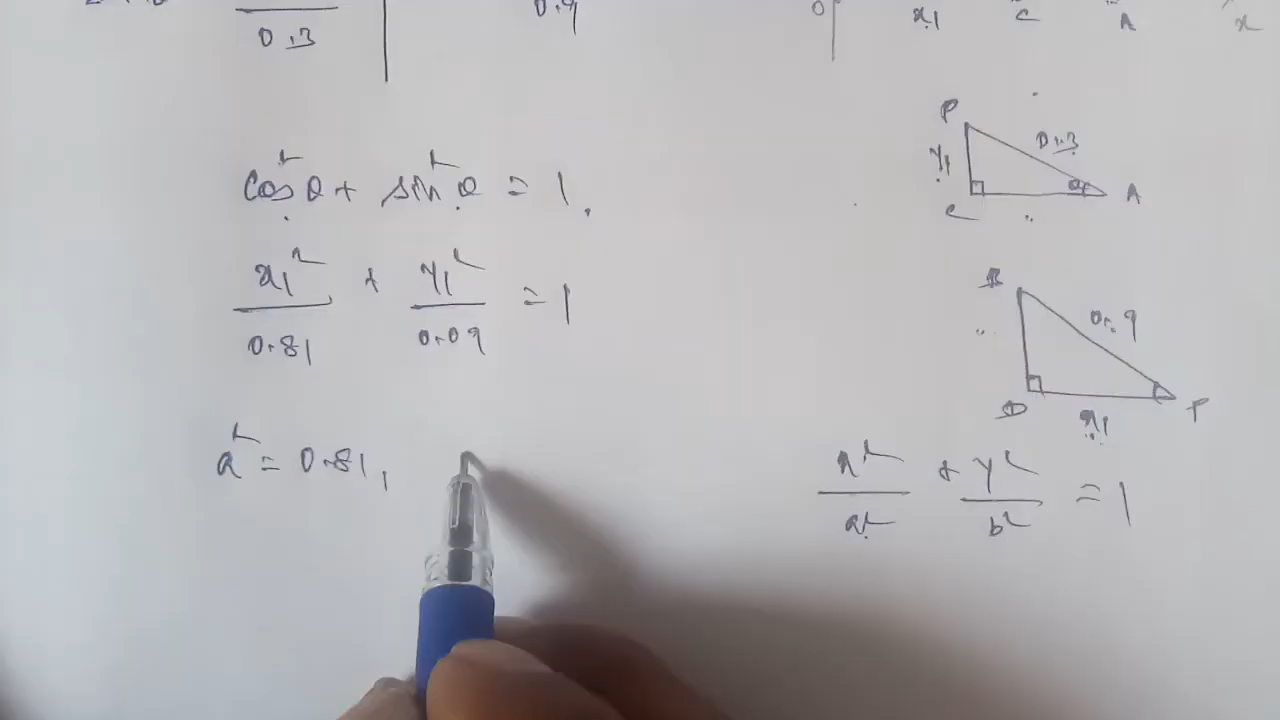 0.3
0.9
0 x₁ C A x
cos²θ + sin²θ = 1.
x₁² / 0.81 + y₁² / 0.09 = 1
a² = 0.81,
P
y₁ 0.3
C θ A
B
0.9
D x₁ P
x² / a² + y² / b² = 1